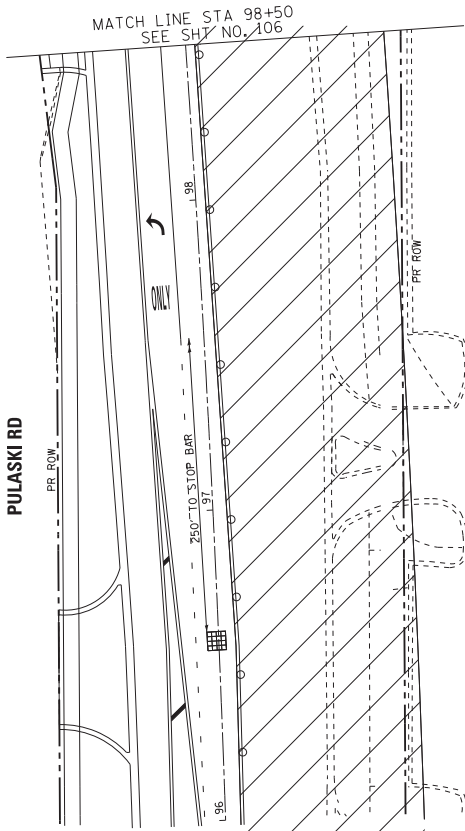 MATCH LINE STA 98+50
SEE SHT NO. 106
98
ONLY
PR ROW
PULASKI RD
PR ROW
250' TO STOP BAR
97
96